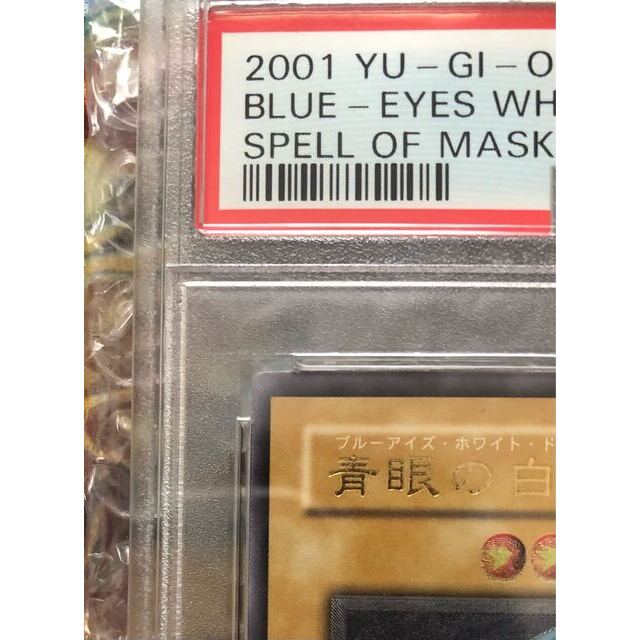 2001 YU-GI-O
BLUE-EYES WH
SPELL OF MASK
ブルーアイズ・ホワイト・ド
青眼の白